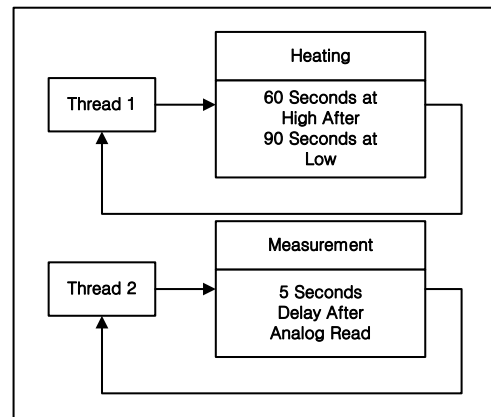 Heating
Thread 1
60 Seconds at
High After
90 Seconds at
Low
Measurement
Thread 2
5 Seconds
Delay After
Analog Read